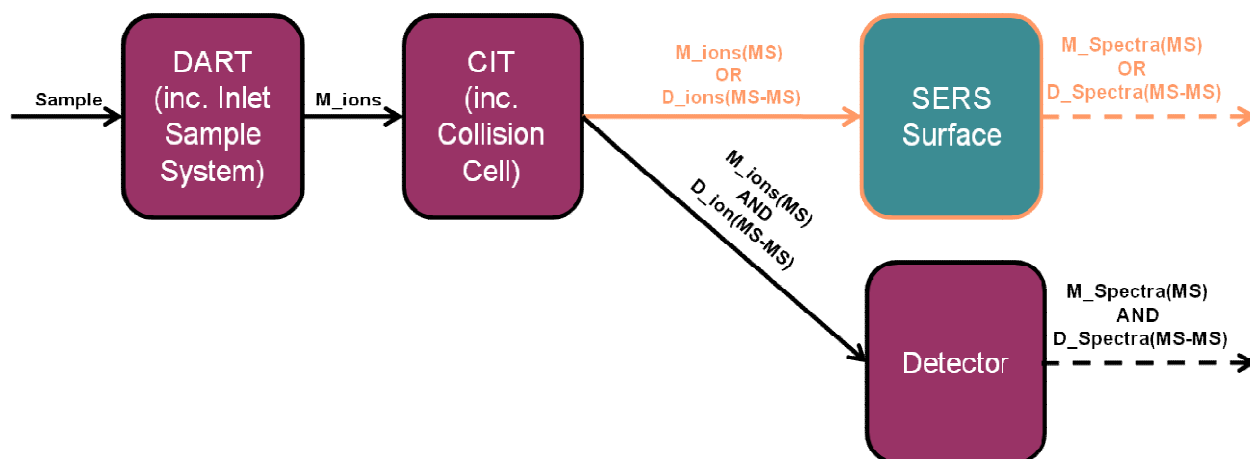 Sample
DART
(inc. Inlet
Sample
System)
M_ions
CIT
(inc.
Collision
Cell)
M_ions(MS)
OR
D_ions(MS-MS)
SERS
Surface
M_Spectra(MS)
OR
D_Spectra(MS-MS)
M_ions(MS)
AND
D_ion(MS-MS)
Detector
M_Spectra(MS)
AND
D_Spectra(MS-MS)